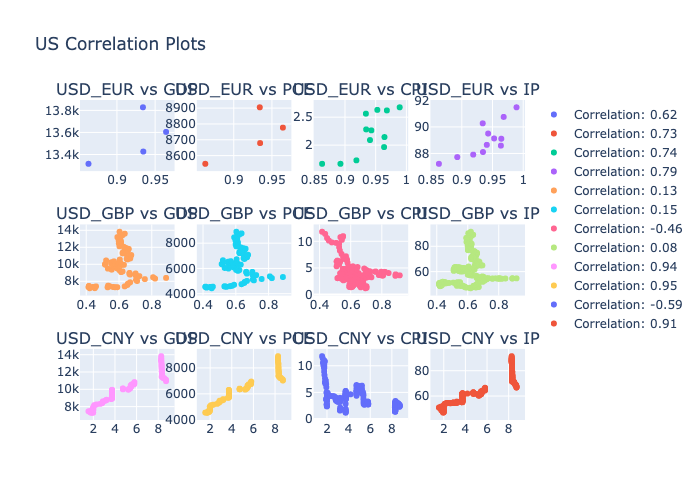 US Correlation Plots
USD_EUR vs GDP
USD_EUR vs PCE
USD_EUR vs CPI
USD_EUR vs IP
13.8k
13.6k
13.4k
0.9
0.95
8900
8800
8700
8600
0.9
0.95
2.5
2
0.85
0.9
0.95
1
92
90
88
0.85
0.9
0.95
1
USD_GBP vs GDP
USD_GBP vs PCE
USD_GBP vs CPI
USD_GBP vs IP
14k
12k
10k
8k
0.4
0.6
0.8
8000
6000
4000
0.4
0.6
0.8
10
5
0
0.4
0.6
0.8
80
60
0.4
0.6
0.8
USD_CNY vs GDP
USD_CNY vs PCE
USD_CNY vs CPI
USD_CNY vs IP
14k
12k
10k
8k
2
4
6
8
8000
6000
4000
2
4
6
8
10
5
0
2
4
6
8
80
60
2
4
6
8
Correlation: 0.62
Correlation: 0.73
Correlation: 0.74
Correlation: 0.79
Correlation: 0.13
Correlation: 0.15
Correlation: -0.46
Correlation: 0.08
Correlation: 0.94
Correlation: 0.95
Correlation: -0.59
Correlation: 0.91